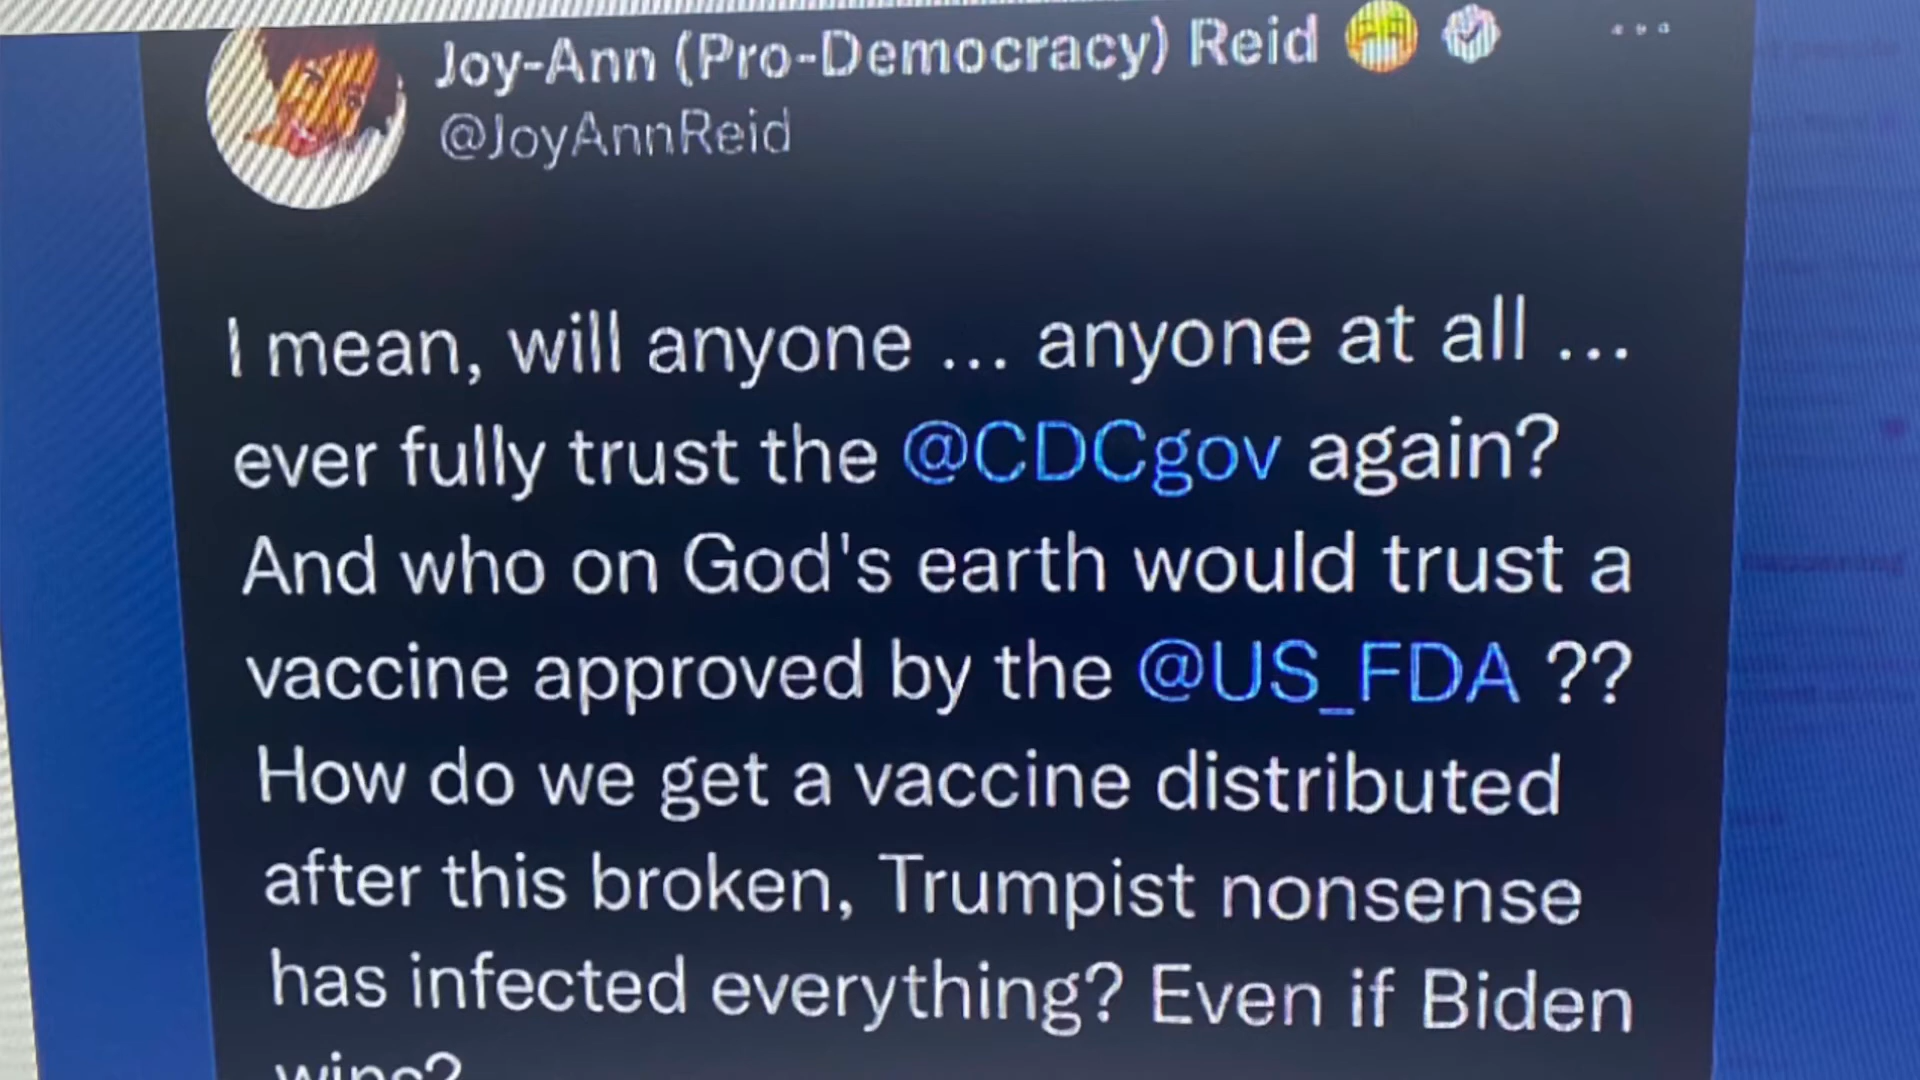 Joy-Ann (Pro-Democracy) Reid 😷
@JoyAnnReid
I mean, will anyone ... anyone at all ...
ever fully trust the @CDCgov again?
And who on God's earth would trust a
vaccine approved by the @US_FDA ??
How do we get a vaccine distributed
after this broken, Trumpist nonsense
has infected everything? Even if Biden
wins?